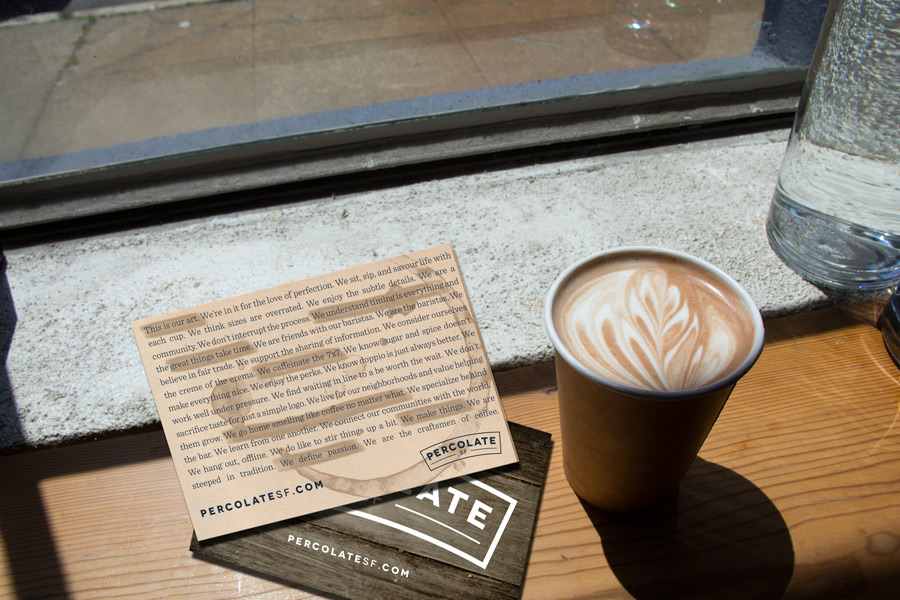 This is our art. We're in it for the love of perfection. We sit, sip, and savour life with
each cup. We think sizes are overrated. We enjoy the subtle details. We are a
community. We don't interrupt the process. We understand timing is everything and
the great things take time. We are friends with our baristas. We are the baristas. We
believe in fair trade. We support the sharing of information. We consider ourselves
the creme of the crema. We caffeinate the 7x7. We know sugar and spice doesn't
make everything nice. We enjoy the perks. We know doppio is just always better. We
work well under pressure. We find waiting in line to be worth the wait. We don't
sacrifice taste for just a simple logo. We live for our neighborhoods and value helping
them grow. We go home smelling like coffee no matter what. We specialize behind
the bar. We learn from one another. We connect our communities with the world.
We hang out, offline. We do like to stir things up a bit. We make things. We are
steeped in tradition. We define passion. We are the craftsmen of coffee.
PERCOLATE
SF
PERCOLATESF.COM
LATE
PERCOLATESF.COM